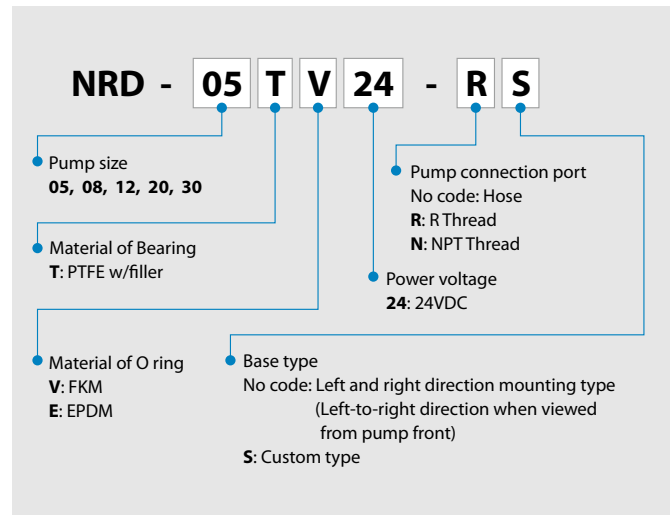 NRD - 05 T V 24 - R S
Pump size
05, 08, 12, 20, 30
Material of Bearing
T: PTFE w/filler
Material of O ring
V: FKM
E: EPDM
Pump connection port
No code: Hose
R: R Thread
N: NPT Thread
Power voltage
24: 24VDC
Base type
No code: Left and right direction mounting type
(Left-to-right direction when viewed
from pump front)
S: Custom type